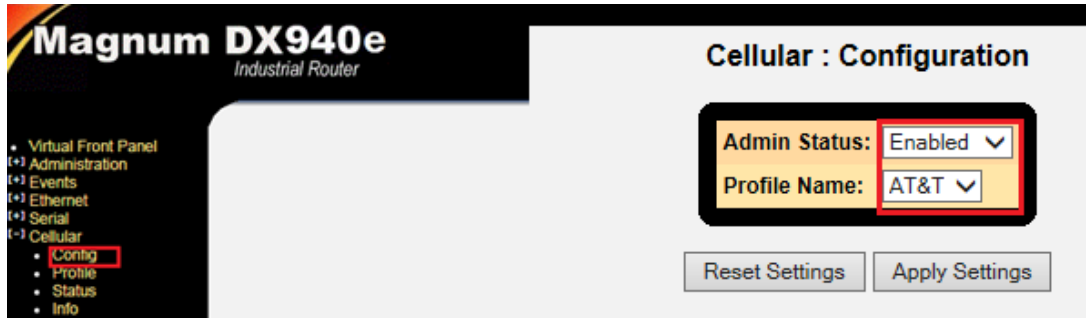 Magnum DX940e
Industrial Router
Cellular : Configuration
Virtual Front Panel
[+] Administration
[+] Events
[+] Ethernet
[+] Serial
[-] Cellular
Config
Profile
Status
Info
Admin Status: Enabled
Profile Name: AT&T
Reset Settings Apply Settings